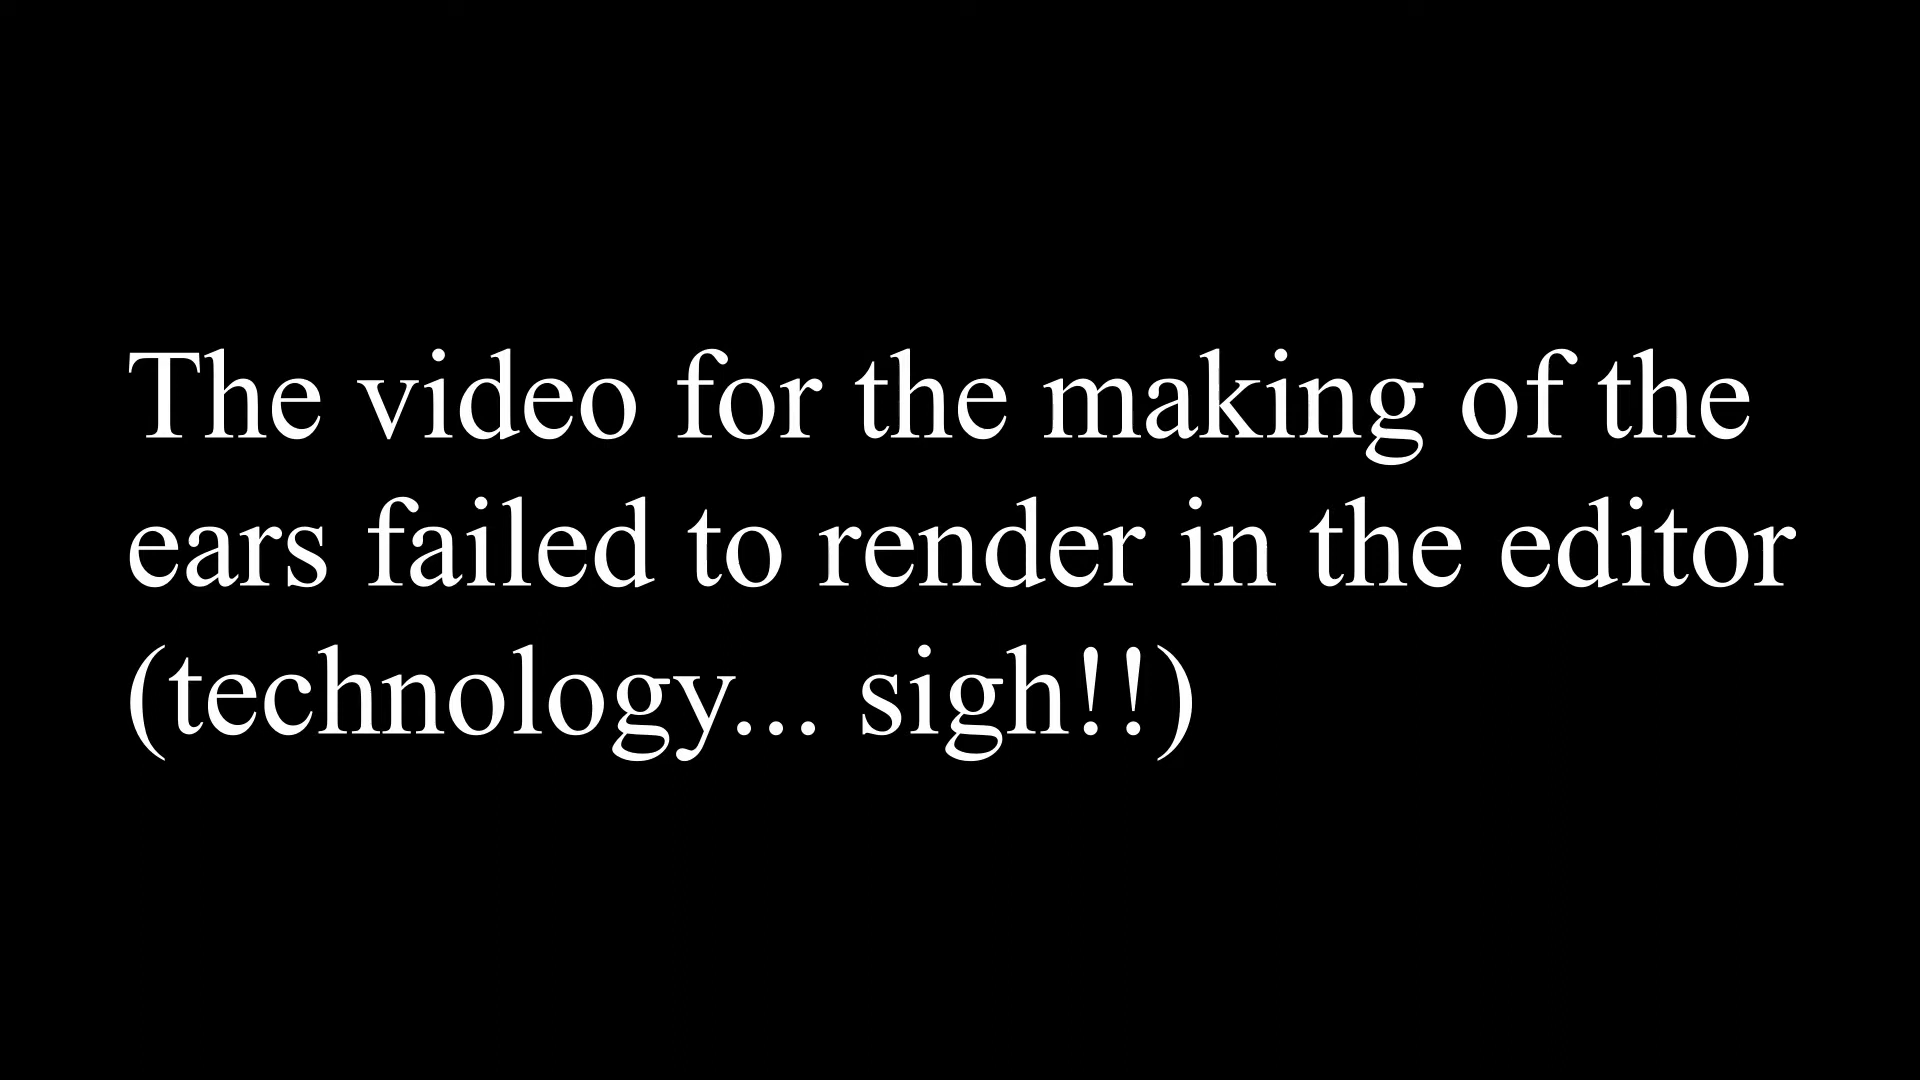 The video for the making of the
ears failed to render in the editor
(technology... sigh!!)